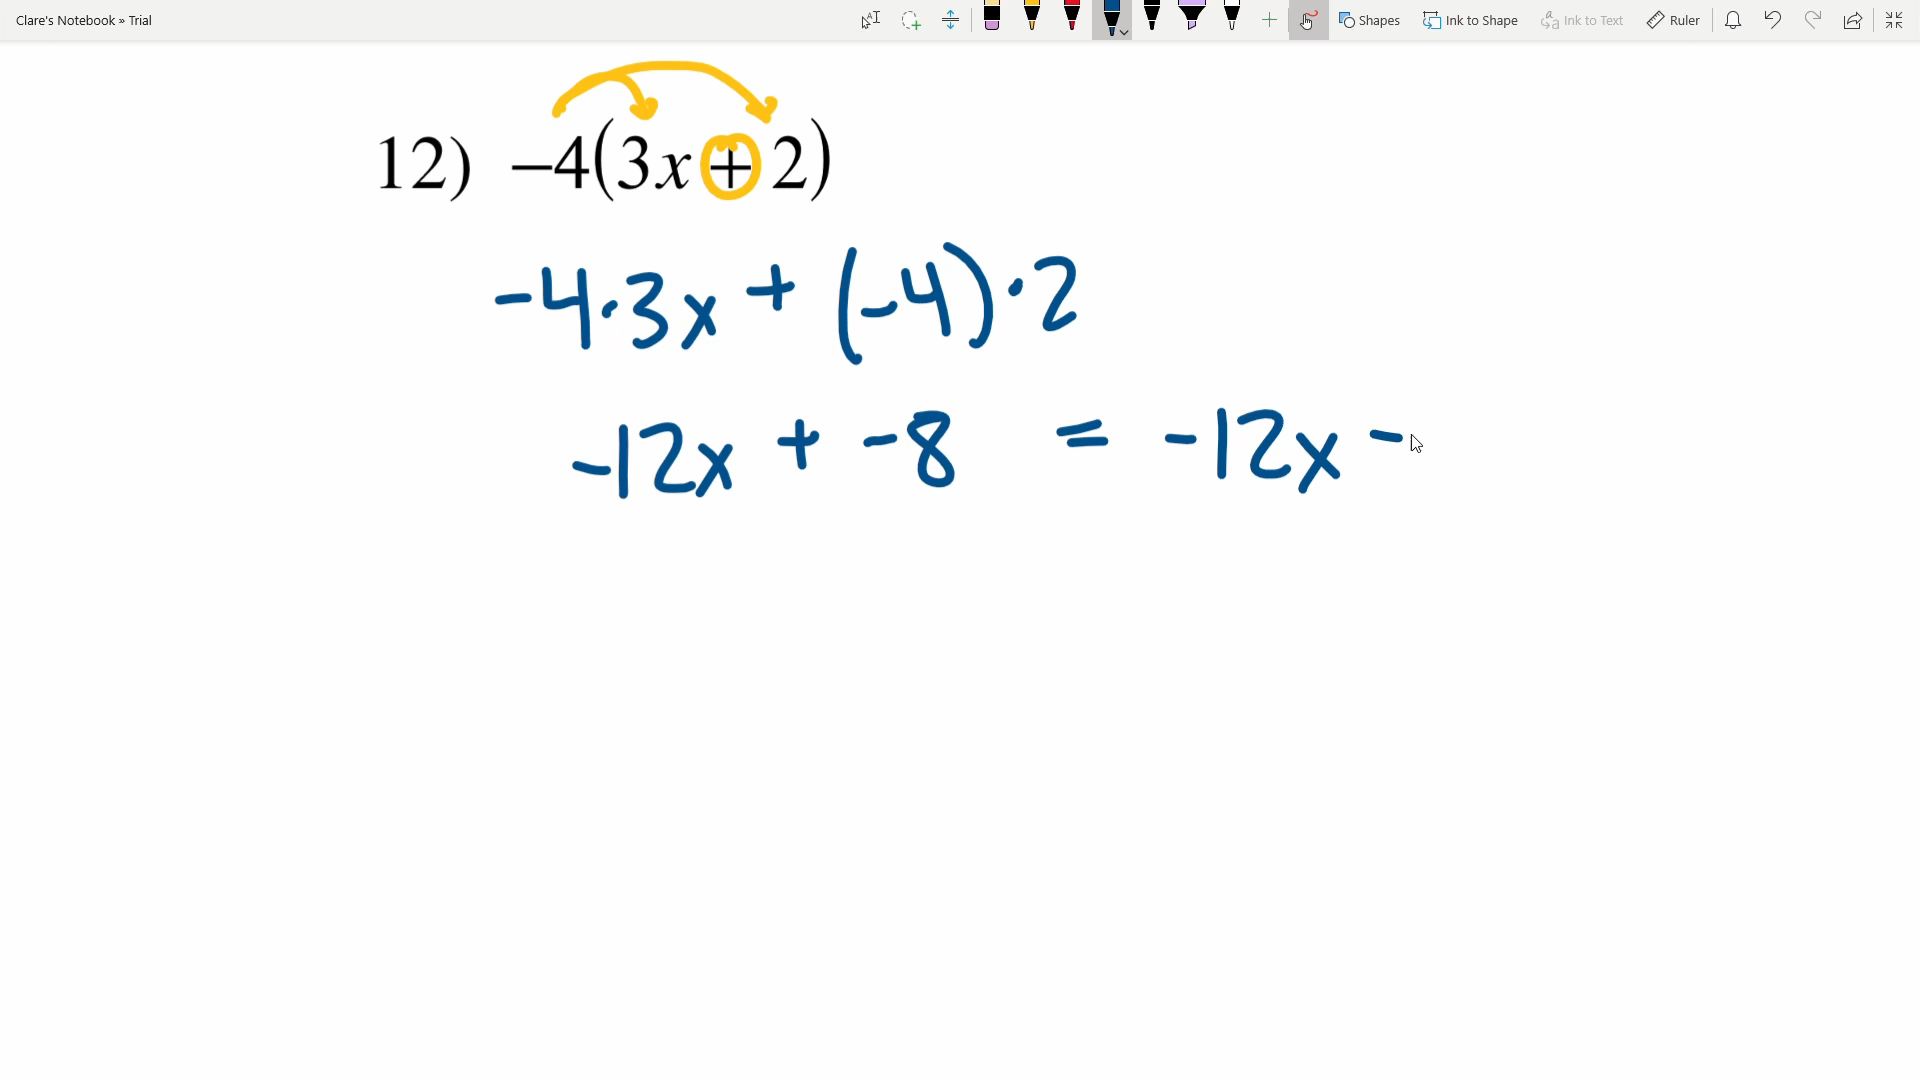 Clare's Notebook » Trial
Shapes Ink to Shape Ink to Text Ruler
12) −4(3x + 2)
-4·3x + (-4)·2
-12x + -8 = -12x -